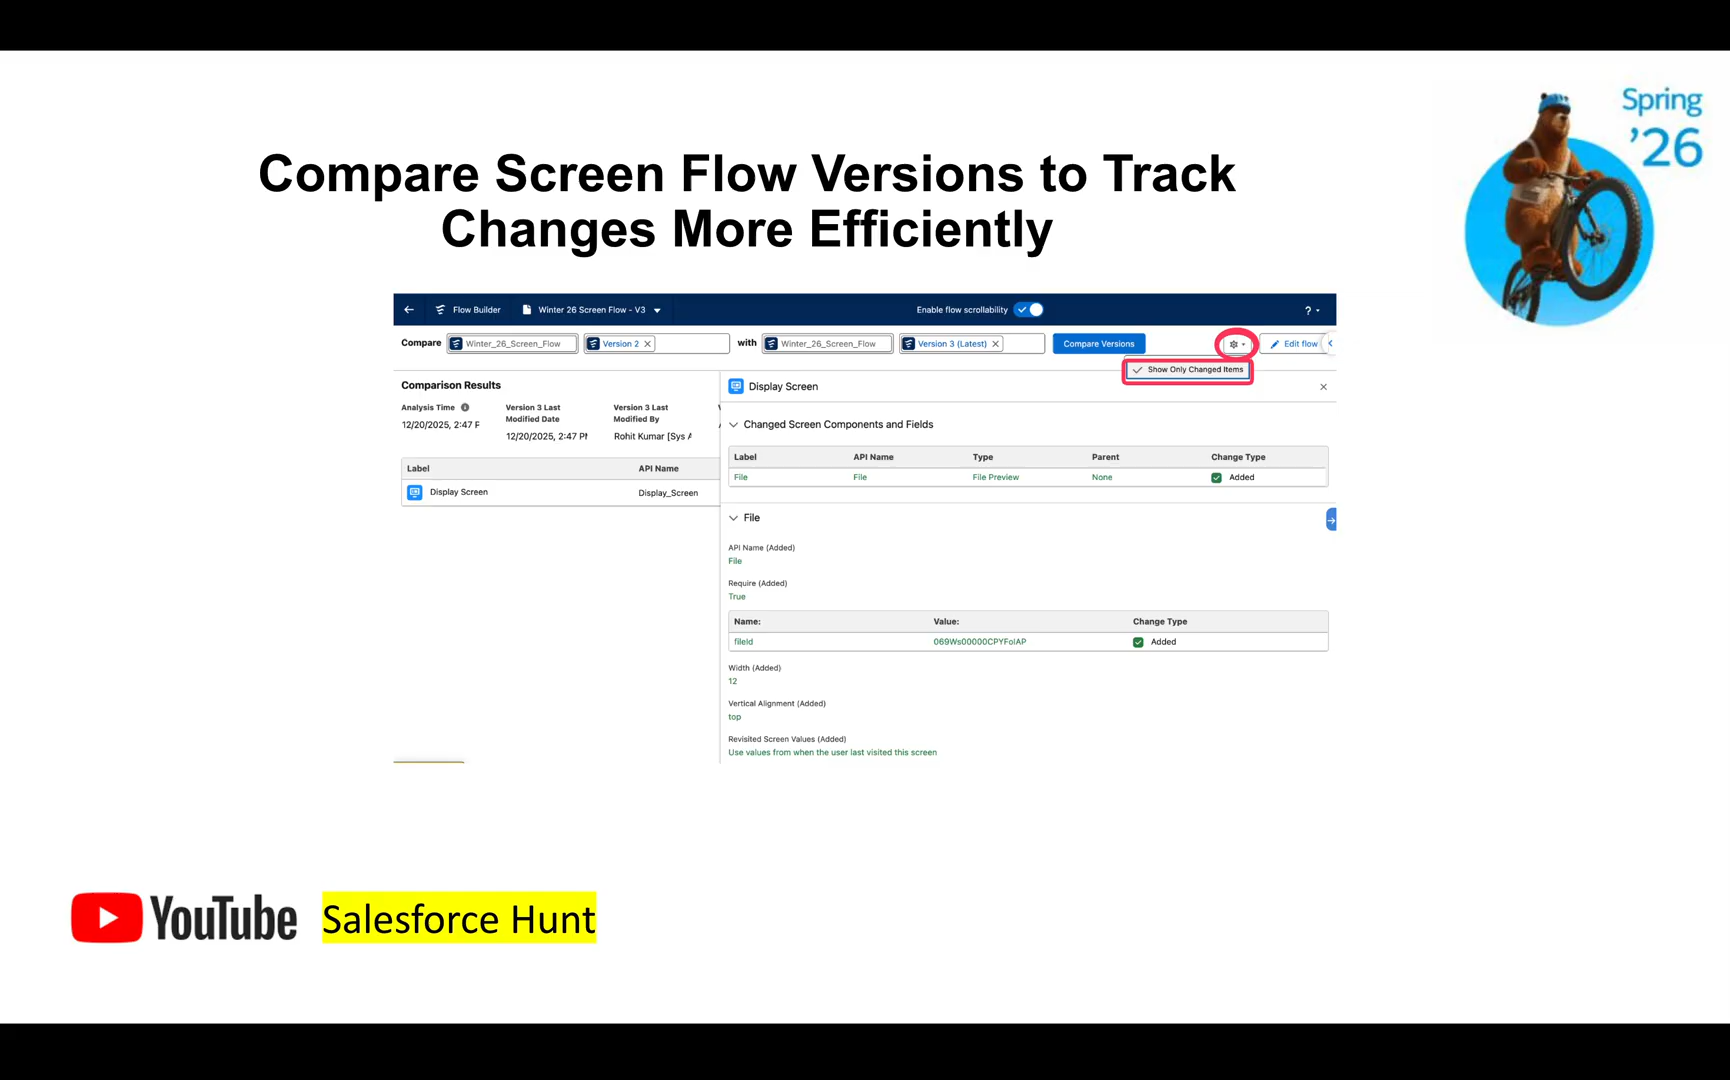 Spring
'26
Compare Screen Flow Versions to Track
Changes More Efficiently
Flow Builder
Winter 26 Screen Flow - V3
Enable flow scrollability
?
Compare
Winter_26_Screen_Flow
Version 2
with
Winter_26_Screen_Flow
Version 3 (Latest)
Compare Versions
Edit flow
Show Only Changed Items
Comparison Results
Analysis Time
12/20/2025, 2:47 P
Version 3 Last
Modified Date
12/20/2025, 2:47 P
Version 3 Last
Modified By
Rohit Kumar [Sys A
Label API Name
Display Screen Display_Screen
Display Screen
Changed Screen Components and Fields
Label API Name Type Parent Change Type
File File File Preview None Added
File
API Name (Added)
File
Require (Added)
True
Name: Value: Change Type
fileId 069Ws00000CPYFoIAP Added
Width (Added)
12
Vertical Alignment (Added)
top
Revisited Screen Values (Added)
Use values from when the user last visited this screen
YouTube
Salesforce Hunt